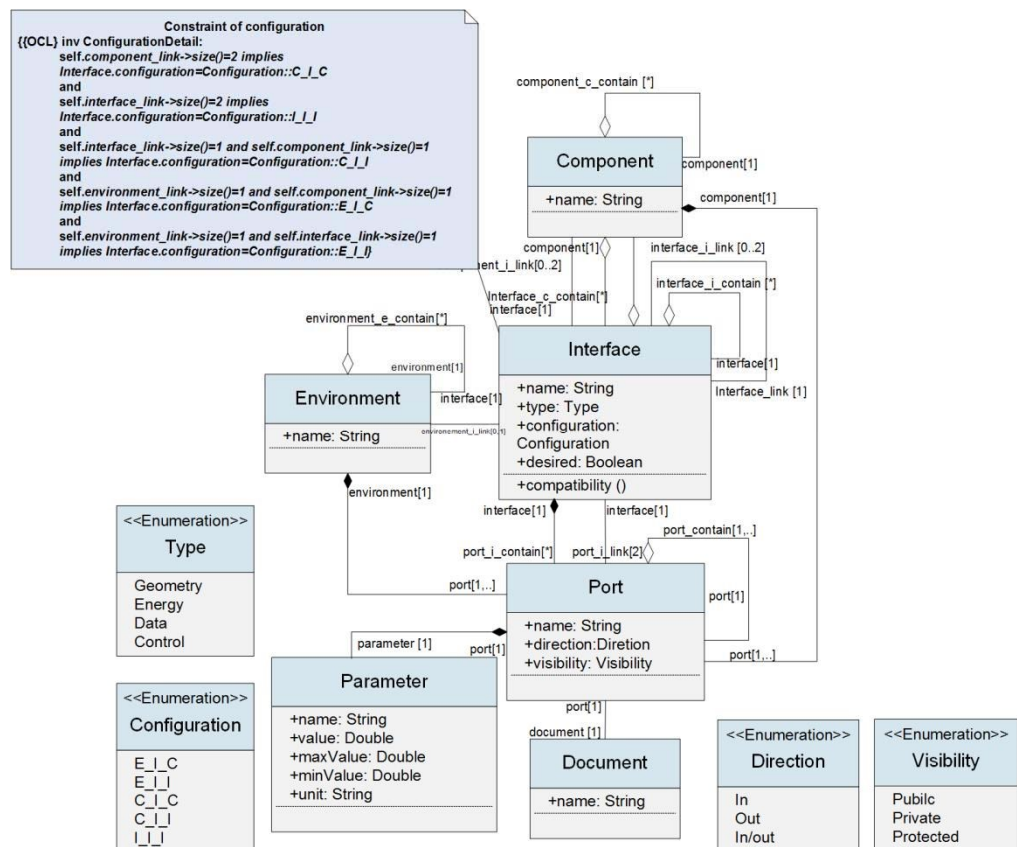 Constraint of configuration
{{OCL} inv ConfigurationDetail:
self.component_link->size()=2 implies
Interface.configuration=Configuration::C_I_C
and
self.interface_link->size()=2 implies
Interface.configuration=Configuration::I_I_I
and
self.interface_link->size()=1 and self.component_link->size()=1
implies Interface.configuration=Configuration::C_I_I
and
self.environment_link->size()=1 and self.component_link->size()=1
implies Interface.configuration=Configuration::E_I_C
and
self.environment_link->size()=1 and self.interface_link->size()=1
implies Interface.configuration=Configuration::E_I_I}
component_c_contain [*]
component[1]
Component
+name: String
component[1]
component[1]
interface_i_link [0..2]
ponent_i_link[0..2]
interface_i_contain [*]
Interface_c_contain[*]
interface[1]
interface[1]
Interface_link [1]
Interface
+name: String
+type: Type
+configuration:
Configuration
+desired: Boolean
+compatibility ()
environment_e_contain[*]
environment[1]
interface[1]
Environment
+name: String
environement_i_link[0,1]
environment[1]
interface[1]
interface[1]
port_contain[1,..]
port_i_contain[*]
port_i_link[2]
port[1]
port[1,..]
Port
+name: String
+direction:Diretion
+visibility: Visibility
port[1,..]
parameter [1]
port[1]
Parameter
+name: String
+value: Double
+maxValue: Double
+minValue: Double
+unit: String
port[1]
document [1]
Document
+name: String
<<Enumeration>>
Type
Geometry
Energy
Data
Control
<<Enumeration>>
Configuration
E_I_C
E_I_I
C_I_C
C_I_I
I_I_I
<<Enumeration>>
Direction
In
Out
In/out
<<Enumeration>>
Visibility
Pubilc
Private
Protected